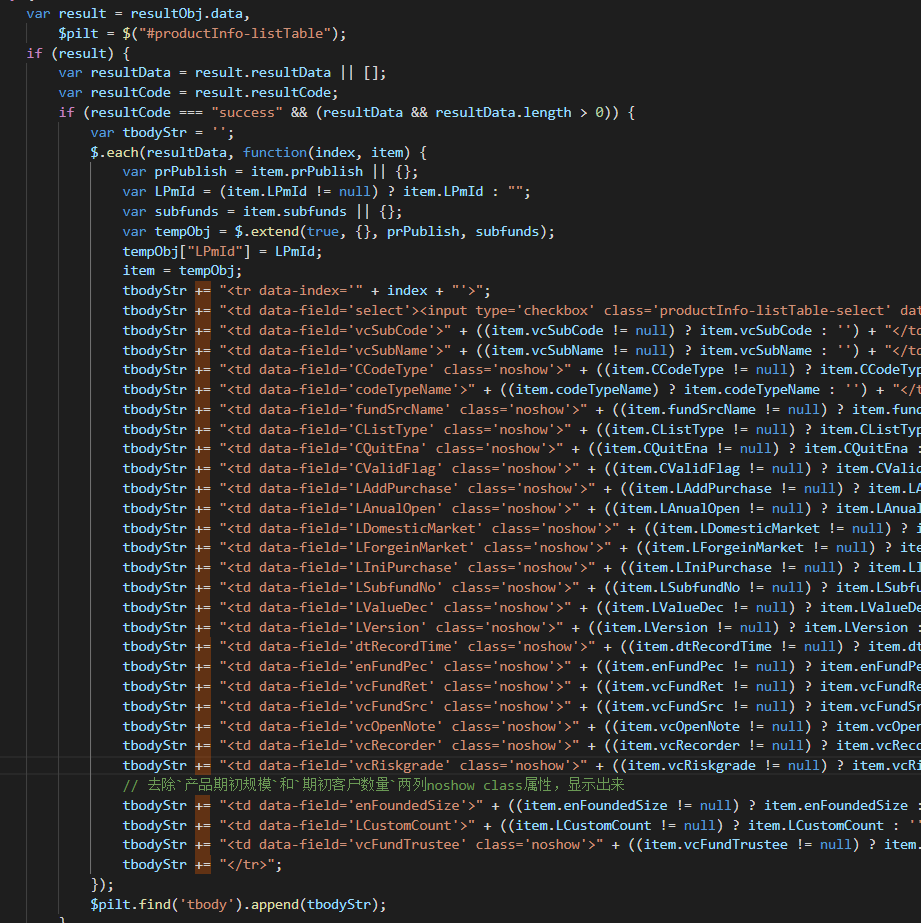 var result = resultObj.data,
$pilt = $("#productInfo-listTable");
if (result) {
var resultData = result.resultData || [];
var resultCode = result.resultCode;
if (resultCode === "success" && (resultData && resultData.length > 0)) {
var tbodyStr = '';
$.each(resultData, function(index, item) {
var prPublish = item.prPublish || {};
var LPmId = (item.LPmId != null) ? item.LPmId : "";
var subfunds = item.subfunds || {};
var tempObj = $.extend(true, {}, prPublish, subfunds);
tempObj["LPmId"] = LPmId;
item = tempObj;
tbodyStr += "<tr data-index='" + index + "'>";
tbodyStr += "<td data-field='select'><input type='checkbox' class='productInfo-listTable-select' dat
tbodyStr += "<td data-field='vcSubCode'>" + ((item.vcSubCode != null) ? item.vcSubCode : '') + "</td
tbodyStr += "<td data-field='vcSubName'>" + ((item.vcSubName != null) ? item.vcSubName : '') + "</td
tbodyStr += "<td data-field='CCodeType' class='noshow'>" + ((item.CCodeType != null) ? item.CCodeTyp
tbodyStr += "<td data-field='codeTypeName'>" + ((item.codeTypeName) ? item.codeTypeName : '') + "</t
tbodyStr += "<td data-field='fundSrcName' class='noshow'>" + ((item.fundSrcName != null) ? item.fund
tbodyStr += "<td data-field='CListType' class='noshow'>" + ((item.CListType != null) ? item.CListTyp
tbodyStr += "<td data-field='CQuitEna' class='noshow'>" + ((item.CQuitEna != null) ? item.CQuitEna :
tbodyStr += "<td data-field='CValidFlag' class='noshow'>" + ((item.CValidFlag != null) ? item.CValid
tbodyStr += "<td data-field='LAddPurchase' class='noshow'>" + ((item.LAddPurchase != null) ? item.LA
tbodyStr += "<td data-field='LAnualOpen' class='noshow'>" + ((item.LAnualOpen != null) ? item.LAnual
tbodyStr += "<td data-field='LDomesticMarket' class='noshow'>" + ((item.LDomesticMarket != null) ? i
tbodyStr += "<td data-field='LForgeinMarket' class='noshow'>" + ((item.LForgeinMarket != null) ? ite
tbodyStr += "<td data-field='LIniPurchase' class='noshow'>" + ((item.LIniPurchase != null) ? item.LI
tbodyStr += "<td data-field='LSubfundNo' class='noshow'>" + ((item.LSubfundNo != null) ? item.LSubfu
tbodyStr += "<td data-field='LValueDec' class='noshow'>" + ((item.LValueDec != null) ? item.LValueDe
tbodyStr += "<td data-field='LVersion' class='noshow'>" + ((item.LVersion != null) ? item.LVersion :
tbodyStr += "<td data-field='dtRecordTime' class='noshow'>" + ((item.dtRecordTime != null) ? item.dt
tbodyStr += "<td data-field='enFundPec' class='noshow'>" + ((item.enFundPec != null) ? item.enFundPe
tbodyStr += "<td data-field='vcFundRet' class='noshow'>" + ((item.vcFundRet != null) ? item.vcFundRe
tbodyStr += "<td data-field='vcFundSrc' class='noshow'>" + ((item.vcFundSrc != null) ? item.vcFundSr
tbodyStr += "<td data-field='vcOpenNote' class='noshow'>" + ((item.vcOpenNote != null) ? item.vcOpen
tbodyStr += "<td data-field='vcRecorder' class='noshow'>" + ((item.vcRecorder != null) ? item.vcReco
tbodyStr += "<td data-field='vcRiskgrade' class='noshow'>" + ((item.vcRiskgrade != null) ? item.vcRi
// 去除`产品期初规模`和`期初客户数量`两列noshow class属性，显示出来
tbodyStr += "<td data-field='enFoundedSize'>" + ((item.enFoundedSize != null) ? item.enFoundedSize :
tbodyStr += "<td data-field='LCustomCount'>" + ((item.LCustomCount != null) ? item.LCustomCount : ''
tbodyStr += "<td data-field='vcFundTrustee' class='noshow'>" + ((item.vcFundTrustee != null) ? item.
tbodyStr += "</tr>";
});
$pilt.find('tbody').append(tbodyStr);